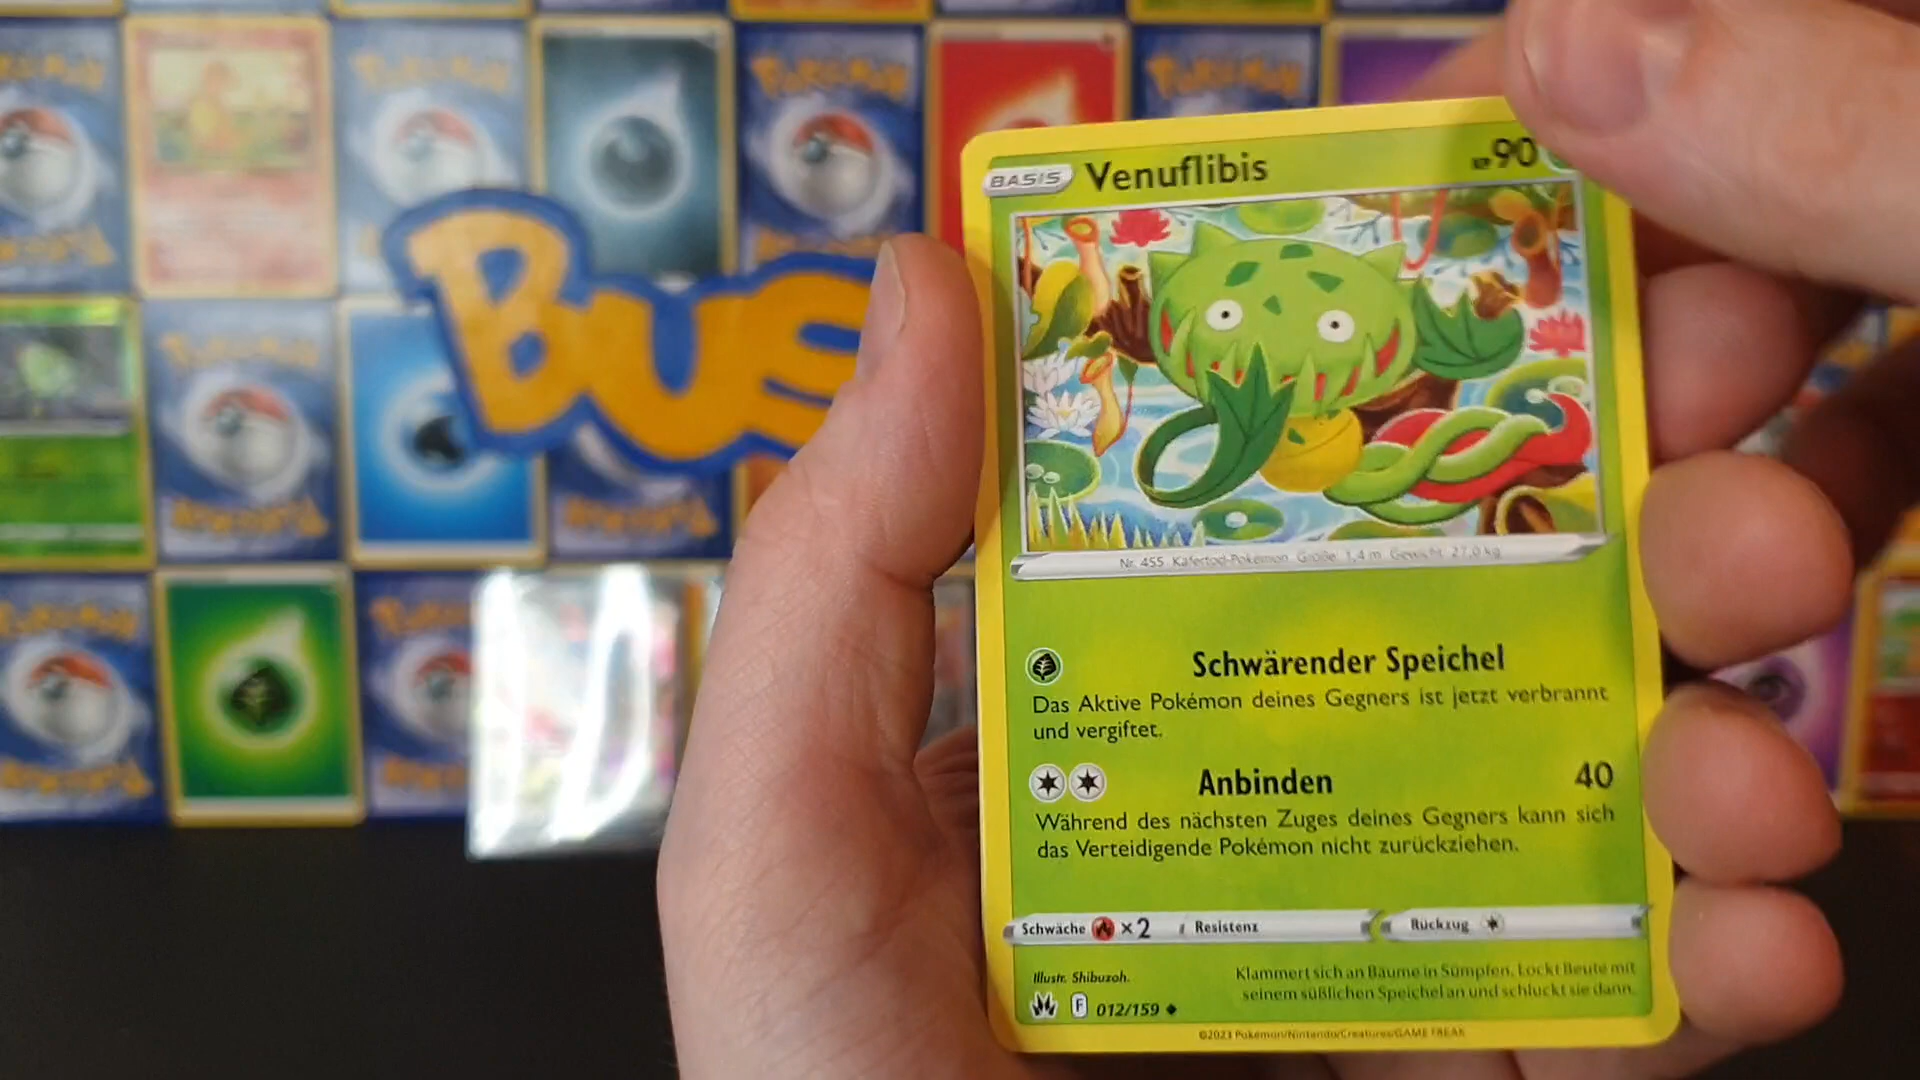 BUS
BASIS Venuflibis KP 90
Nr. 455 Käfertod-Pokémon Größe: 1,4 m Gewicht: 27,0 kg
Schwärender Speichel
Das Aktive Pokémon deines Gegners ist jetzt verbrannt
und vergiftet.
Anbinden 40
Während des nächsten Zuges deines Gegners kann sich
das Verteidigende Pokémon nicht zurückziehen.
Schwäche ×2 Resistenz Rückzug
Illustr. Shibuzoh.
Klammert sich an Bäume in Sümpfen. Lockt Beute mit
seinem süßlichen Speichel an und schluckt sie dann.
F 012/159
©2023 Pokémon/Nintendo/Creatures/GAME FREAK